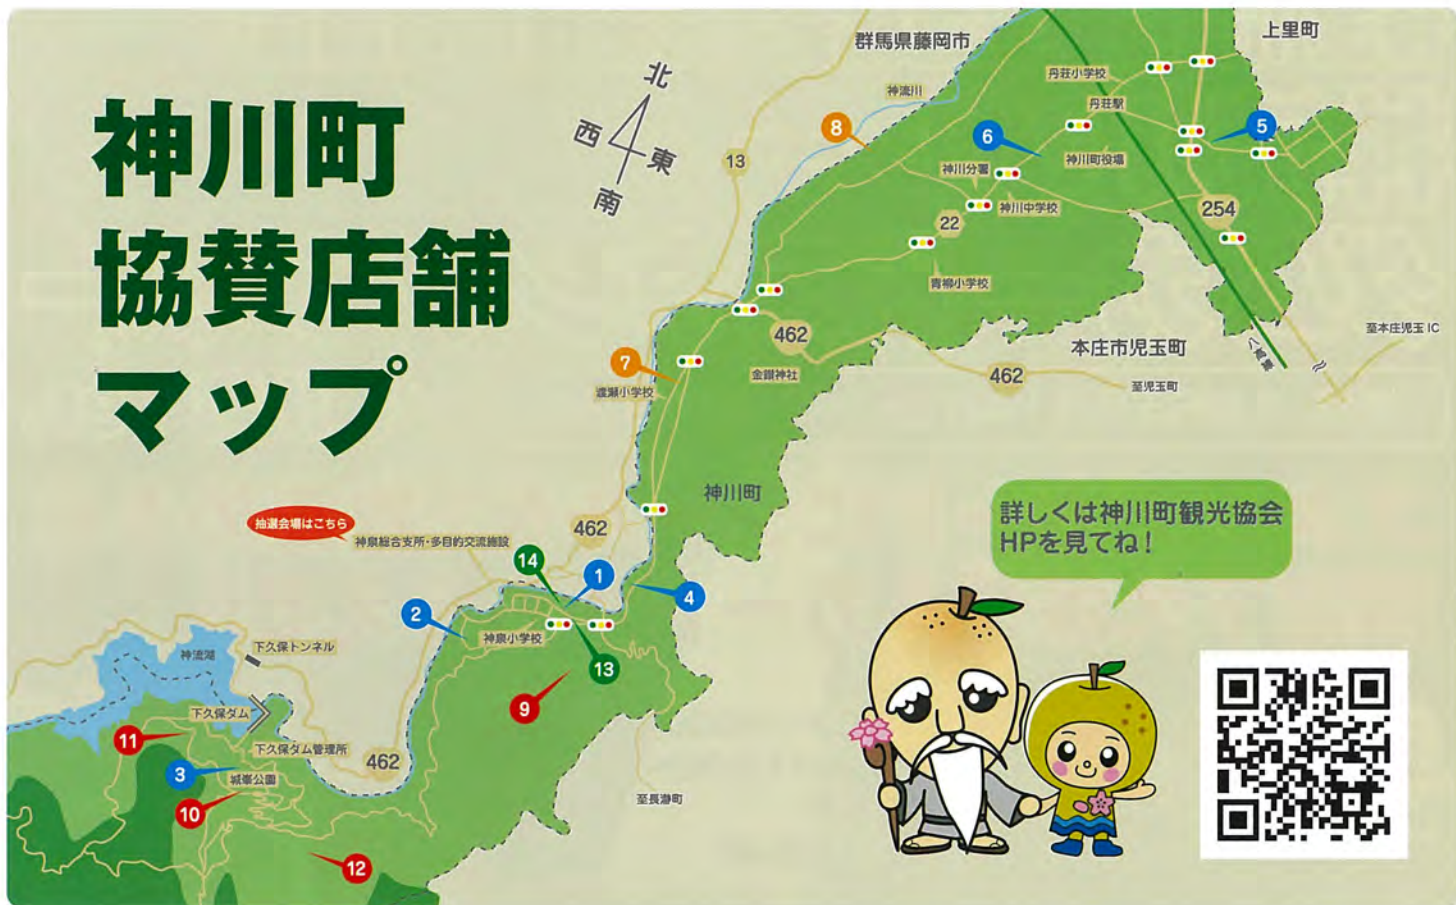 神川町
協賛店舗
マップ
北
西
東
南
群馬県藤岡市
上里町
神流川
丹荘小学校
丹荘駅
8
6
5
13
神川分署
神川町役場
神川中学校
22
254
青柳小学校
462
本庄市児玉町
八高線
至本庄児玉IC
7
金鑚神社
462
至児玉町
渡瀬小学校
神川町
抽選会場はこちら
神泉総合支所・多目的交流施設
462
14
1
4
2
神泉小学校
13
9
下久保トンネル
神流湖
下久保ダム
11
下久保ダム管理所
3
城峯公園
462
10
至長瀞町
12
詳しくは神川町観光協会
HPを見てね!